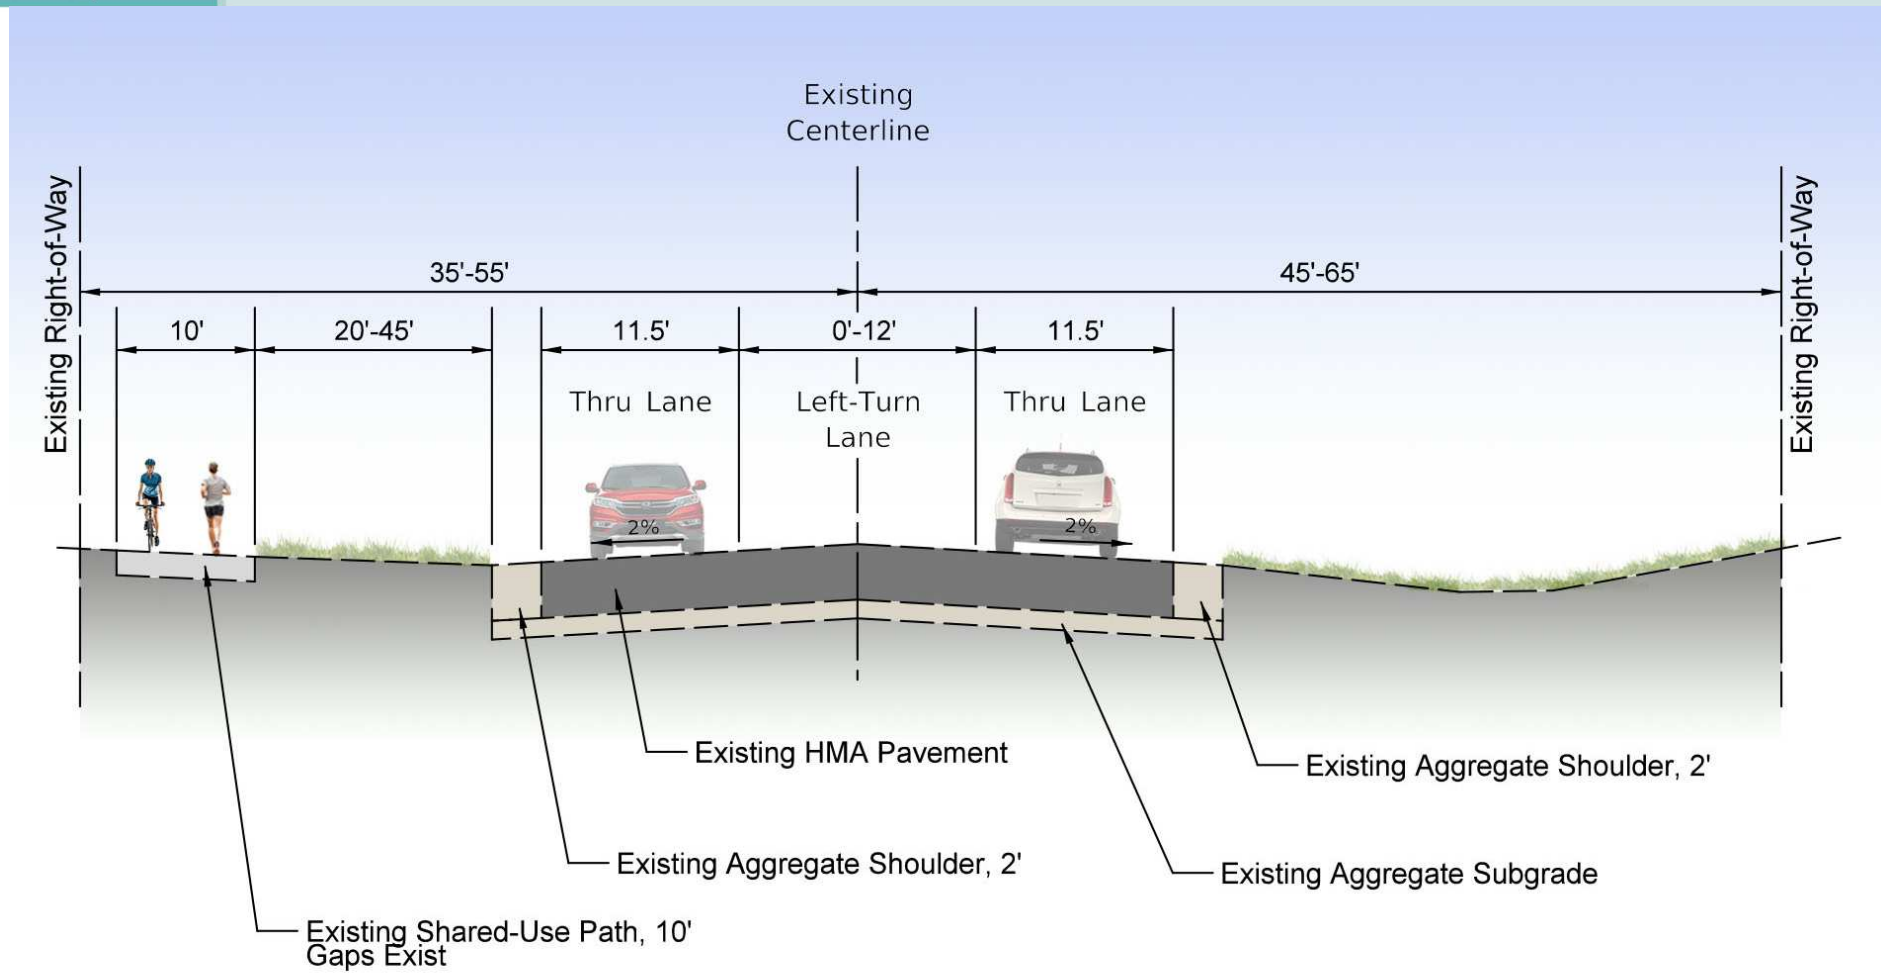 Existing
Centerline
Existing Right-of-Way
Existing Right-of-Way
35'-55'
45'-65'
10'
20'-45'
11.5'
0'-12'
11.5'
Thru Lane
Left-Turn
Lane
Thru Lane
2%
2%
Existing HMA Pavement
Existing Aggregate Shoulder, 2'
Existing Aggregate Shoulder, 2'
Existing Aggregate Subgrade
Existing Shared-Use Path, 10'
Gaps Exist